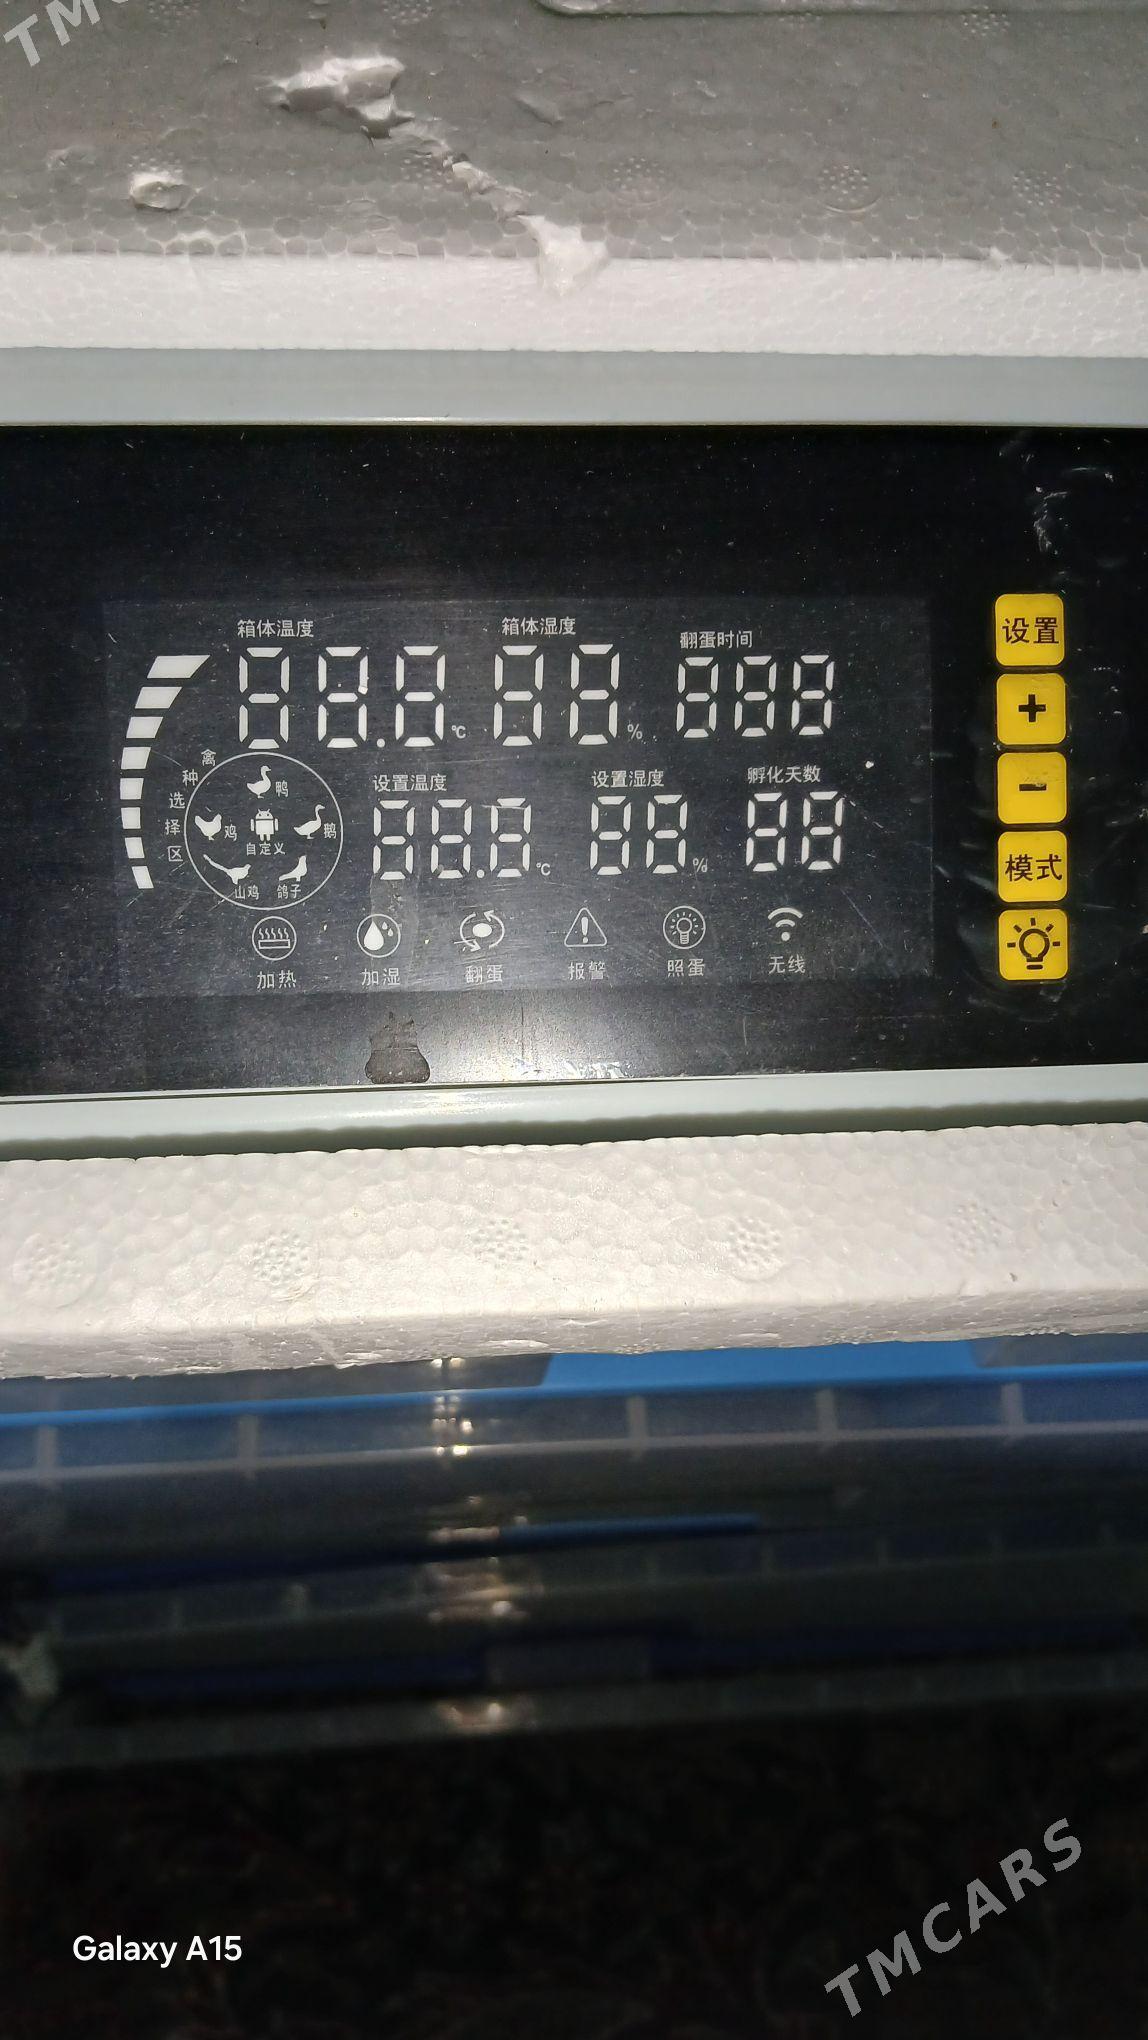 TMC
箱体温度 箱体湿度 翻蛋时间
88.8 ℃ 88 % 888
设置
+
-
模式
设置温度 设置湿度 孵化天数
88.8 ℃ 88 % 88
禽种选择区
鸭
鸡 自定义 鹅
山鸡 鸽子
加热 加湿 翻蛋 报警 照蛋 无线
Galaxy A15
TMCARS